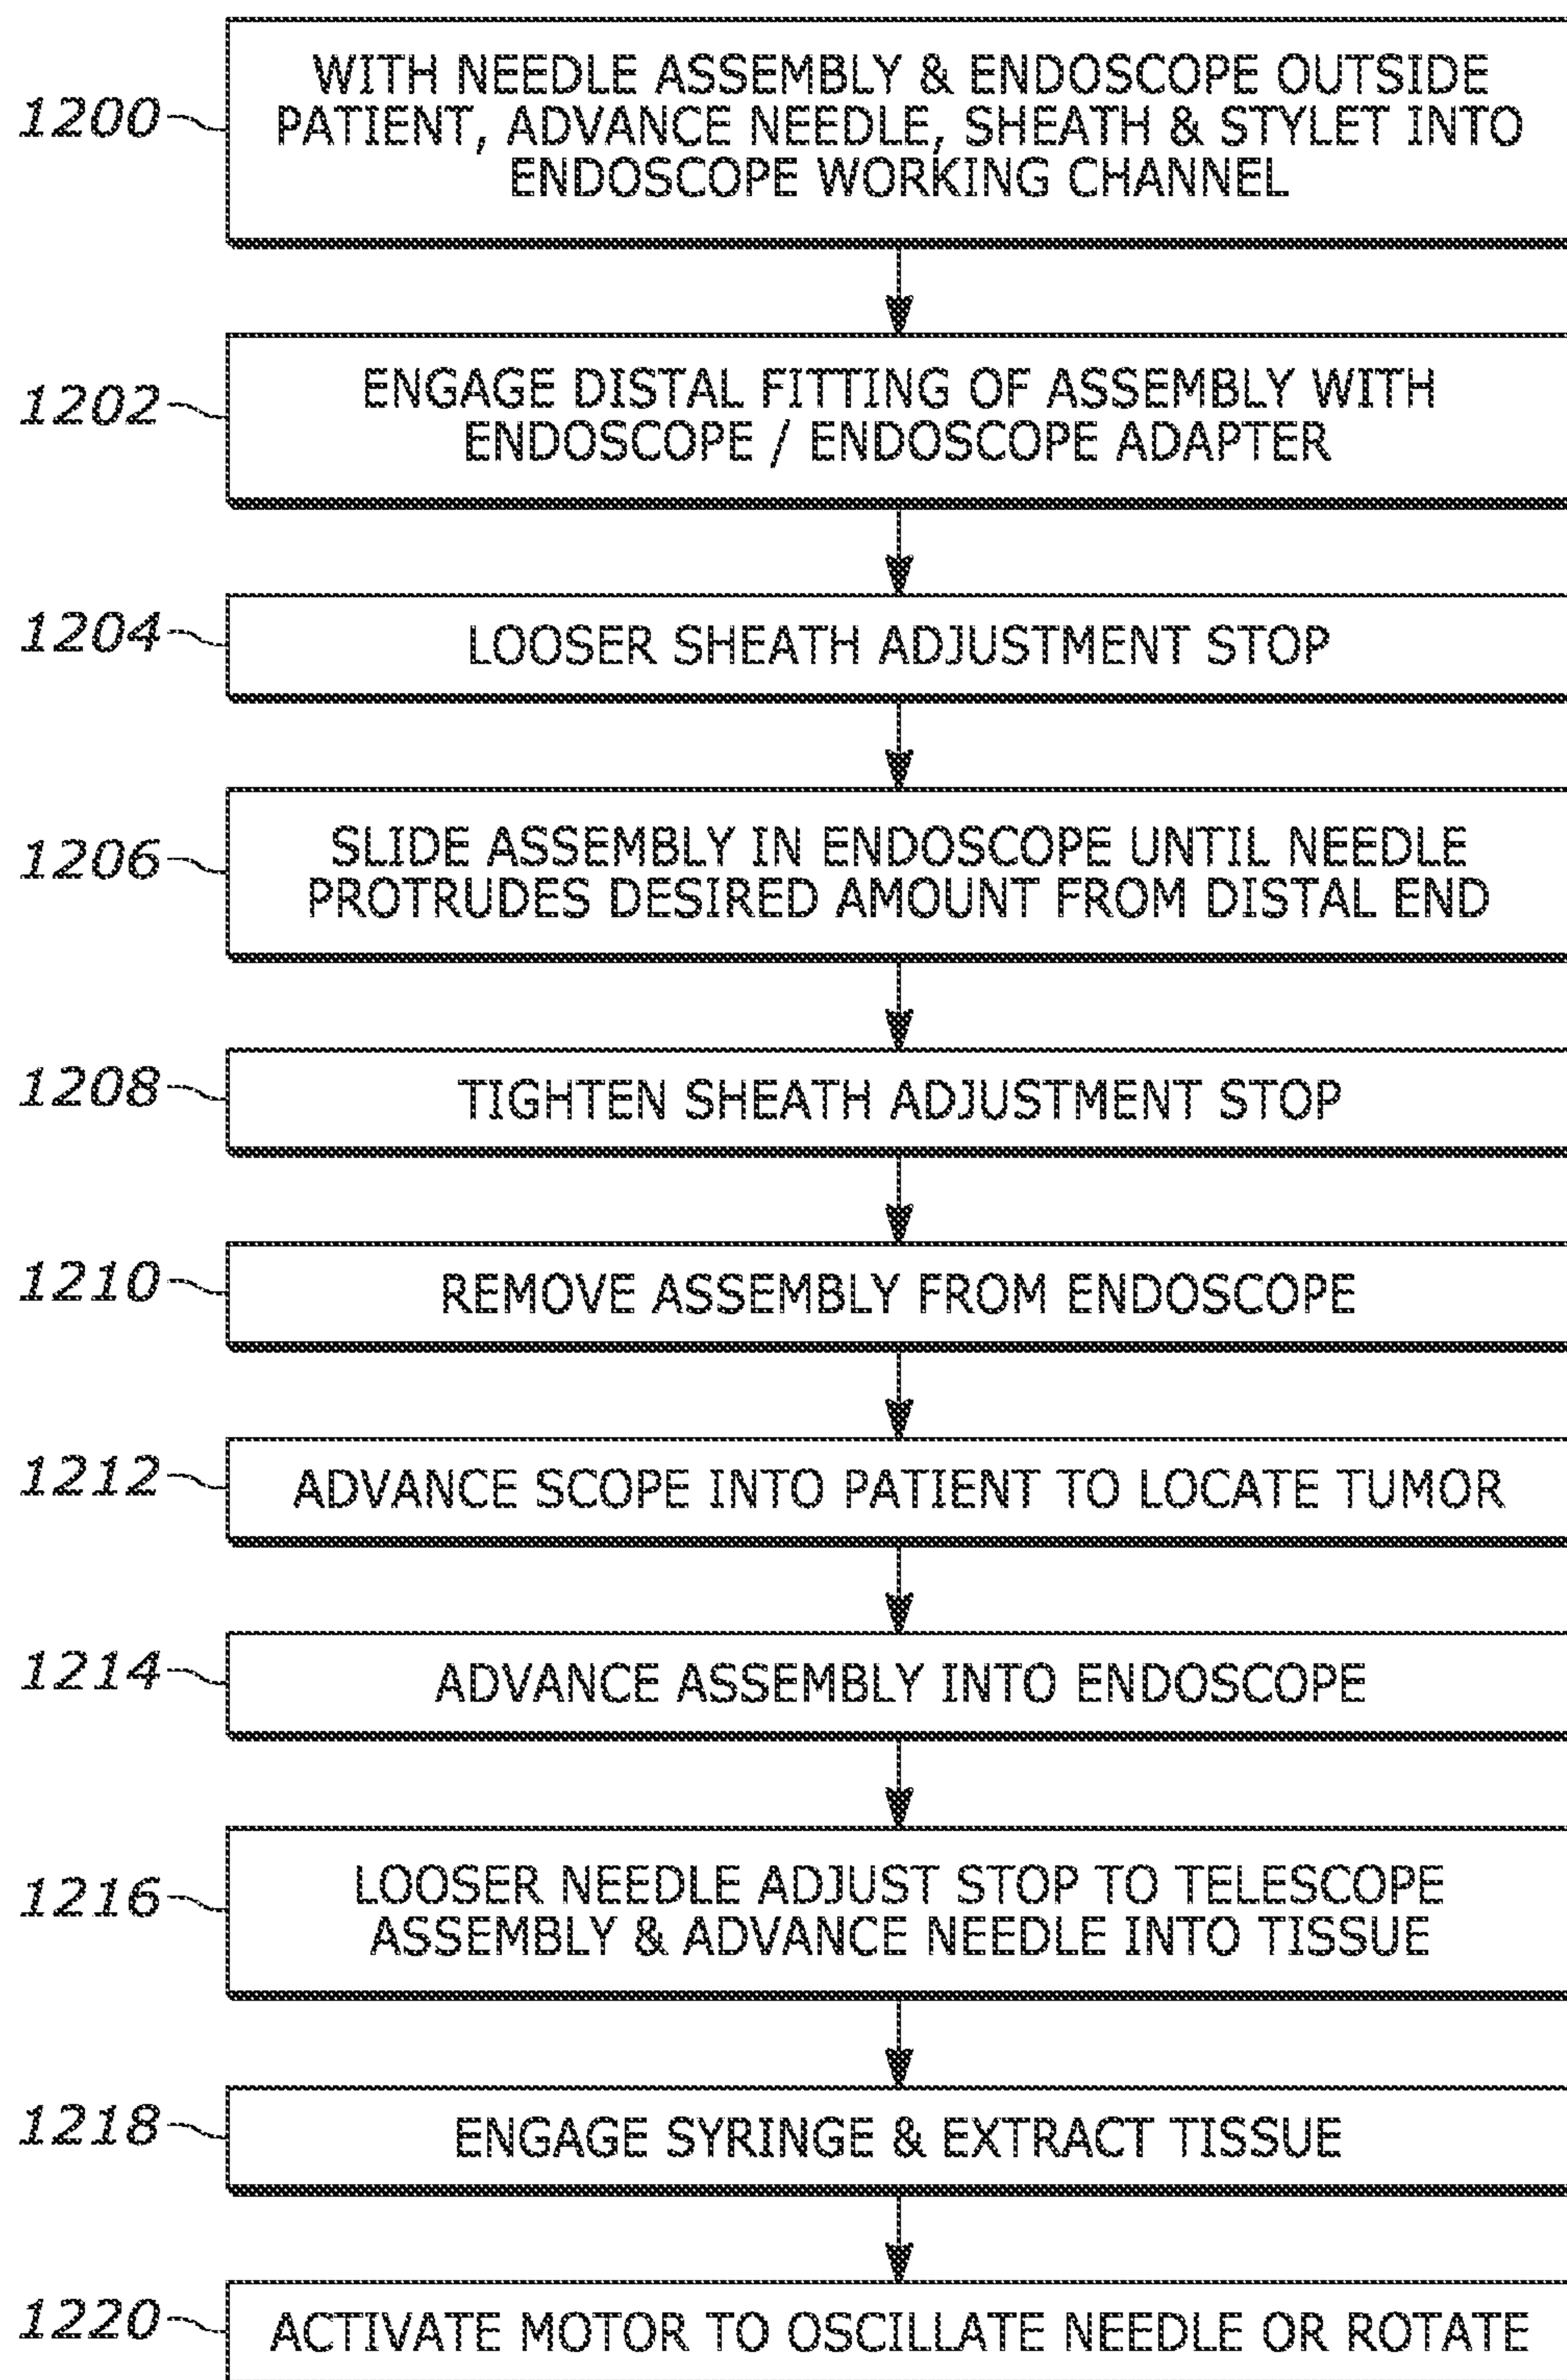 1200
WITH NEEDLE ASSEMBLY & ENDOSCOPE OUTSIDE
PATIENT, ADVANCE NEEDLE, SHEATH & STYLET INTO
ENDOSCOPE WORKING CHANNEL
1202
ENGAGE DISTAL FITTING OF ASSEMBLY WITH
ENDOSCOPE / ENDOSCOPE ADAPTER
1204
LOOSER SHEATH ADJUSTMENT STOP
1206
SLIDE ASSEMBLY IN ENDOSCOPE UNTIL NEEDLE
PROTRUDES DESIRED AMOUNT FROM DISTAL END
1208
TIGHTEN SHEATH ADJUSTMENT STOP
1210
REMOVE ASSEMBLY FROM ENDOSCOPE
1212
ADVANCE SCOPE INTO PATIENT TO LOCATE TUMOR
1214
ADVANCE ASSEMBLY INTO ENDOSCOPE
1216
LOOSER NEEDLE ADJUST STOP TO TELESCOPE
ASSEMBLY & ADVANCE NEEDLE INTO TISSUE
1218
ENGAGE SYRINGE & EXTRACT TISSUE
1220
ACTIVATE MOTOR TO OSCILLATE NEEDLE OR ROTATE